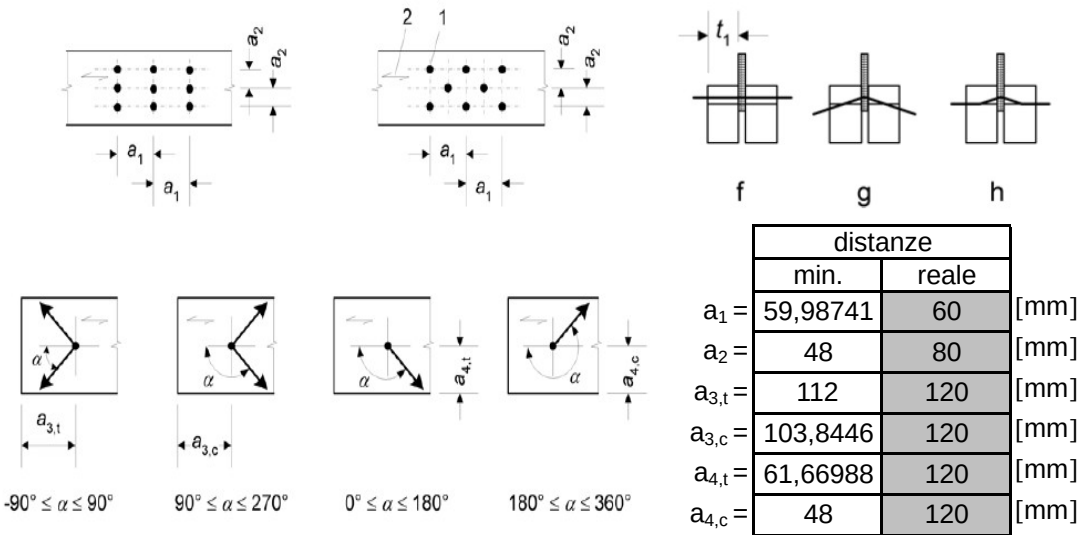 2 1
a2 a2
a2 a2
a1 a1
a1 a1
t1
f g h
α α α α
a3,t a3,c a4,t a4,c
-90° ≤ α ≤ 90° 90° ≤ α ≤ 270° 0° ≤ α ≤ 180° 180° ≤ α ≤ 360°
distanze
min. reale
a1 = 59,98741 60 [mm]
a2 = 48 80 [mm]
a3,t = 112 120 [mm]
a3,c = 103,8446 120 [mm]
a4,t = 61,66988 120 [mm]
a4,c = 48 120 [mm]